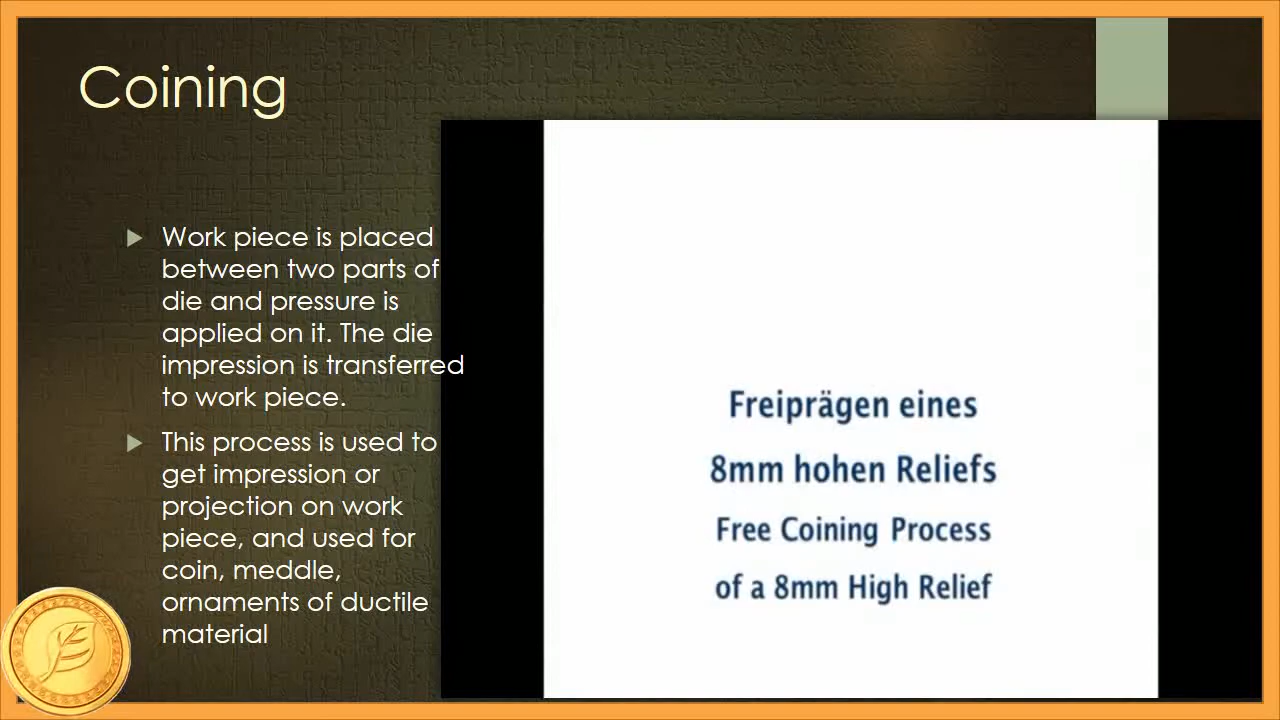 Coining
Work piece is placed
between two parts of
die and pressure is
applied on it. The die
impression is transferred
to work piece.
This process is used to
get impression or
projection on work
piece, and used for
coin, meddle,
ornaments of ductile
material
Freiprägen eines
8mm hohen Reliefs
Free Coining Process
of a 8mm High Relief